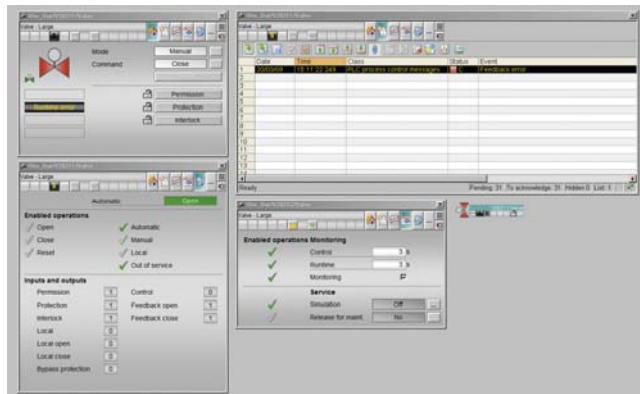 Valve - Large
Mode
Manual
Command
Close
Runtime error
Permission
Protection
Interlock
Valve - Large
Date
Time
Class
Status
Event
1
PLC process control messages
C
Feedback error
2
3
4
5
6
7
8
9
10
11
12
13
Ready
Pending: 31 To acknowledge: 31 Hidden: 0 List: 1
Valve - Large
Automatic
Open
Enabled operations
Open
Automatic
Close
Manual
Reset
Local
Out of service
Inputs and outputs
Permission
1
Control
0
Protection
1
Feedback open
1
Interlock
1
Feedback close
1
Local
0
Local open
0
Local close
0
Bypass protection
0
Valve - Large
Enabled operations Monitoring
Control
3 s
Runtime
3 s
Monitoring
Service
Simulation
Off
...
Release for maint.
No
...